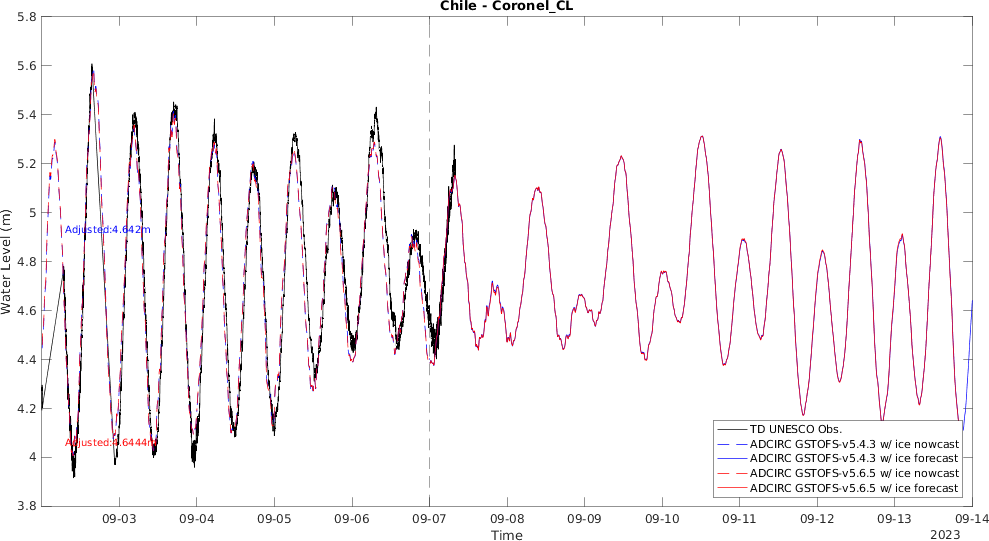 Chile - Coronel_CL
5.8
5.6
5.4
5.2
5
4.8
4.6
4.4
4.2
4
3.8
Water Level (m)
Adjusted:4.642m
Adjusted:4.6444m
TD UNESCO Obs.
ADCIRC GSTOFS-v5.4.3 w/ ice nowcast
ADCIRC GSTOFS-v5.4.3 w/ ice forecast
ADCIRC GSTOFS-v5.6.5 w/ ice nowcast
ADCIRC GSTOFS-v5.6.5 w/ ice forecast
09-03 09-04 09-05 09-06 09-07 09-08 09-09 09-10 09-11 09-12 09-13 09-14
Time
2023